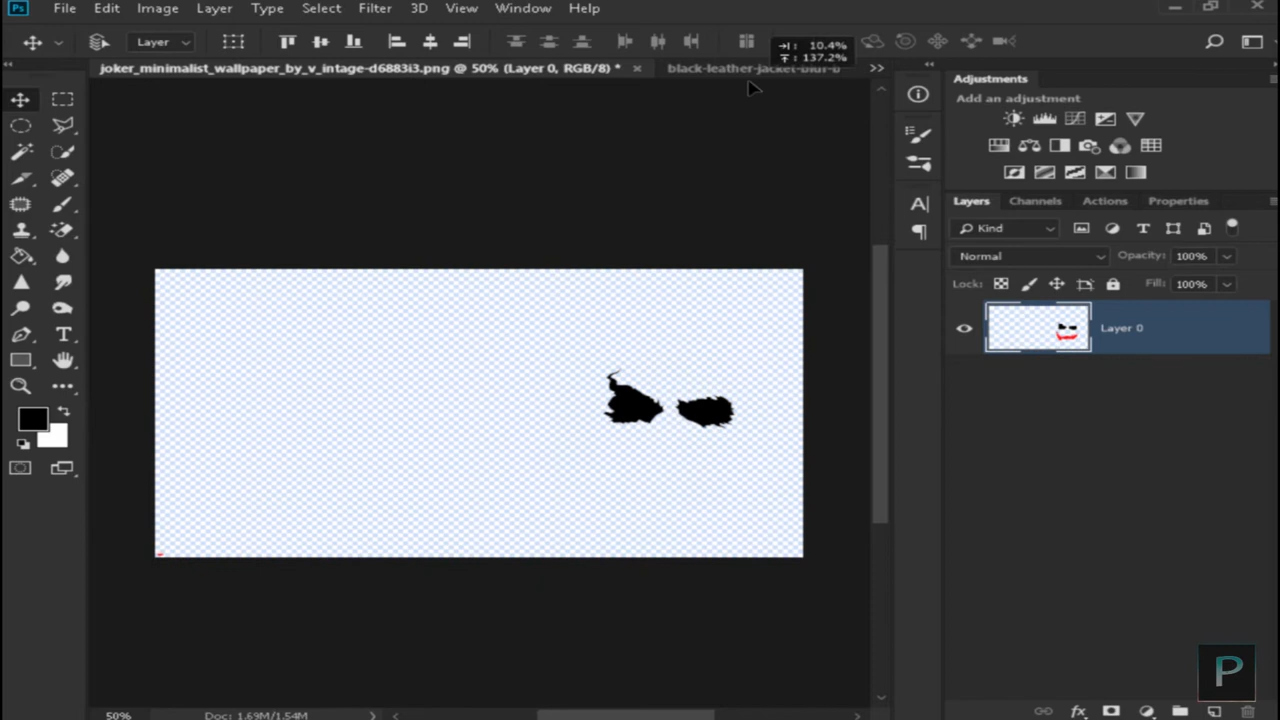 Ps File Edit Image Layer Type Select Filter 3D View Window Help
Layer
10.4%
137.2%
joker_minimalist_wallpaper_by_v_intage-d6883i3.png @ 50% (Layer 0, RGB/8) * × black-leather-jacket-blur-b >>
Adjustments
Add an adjustment
Layers Channels Actions Properties
Kind
Normal Opacity: 100%
Lock: Fill: 100%
Layer 0
P
50% Doc: 1.69M/1.54M